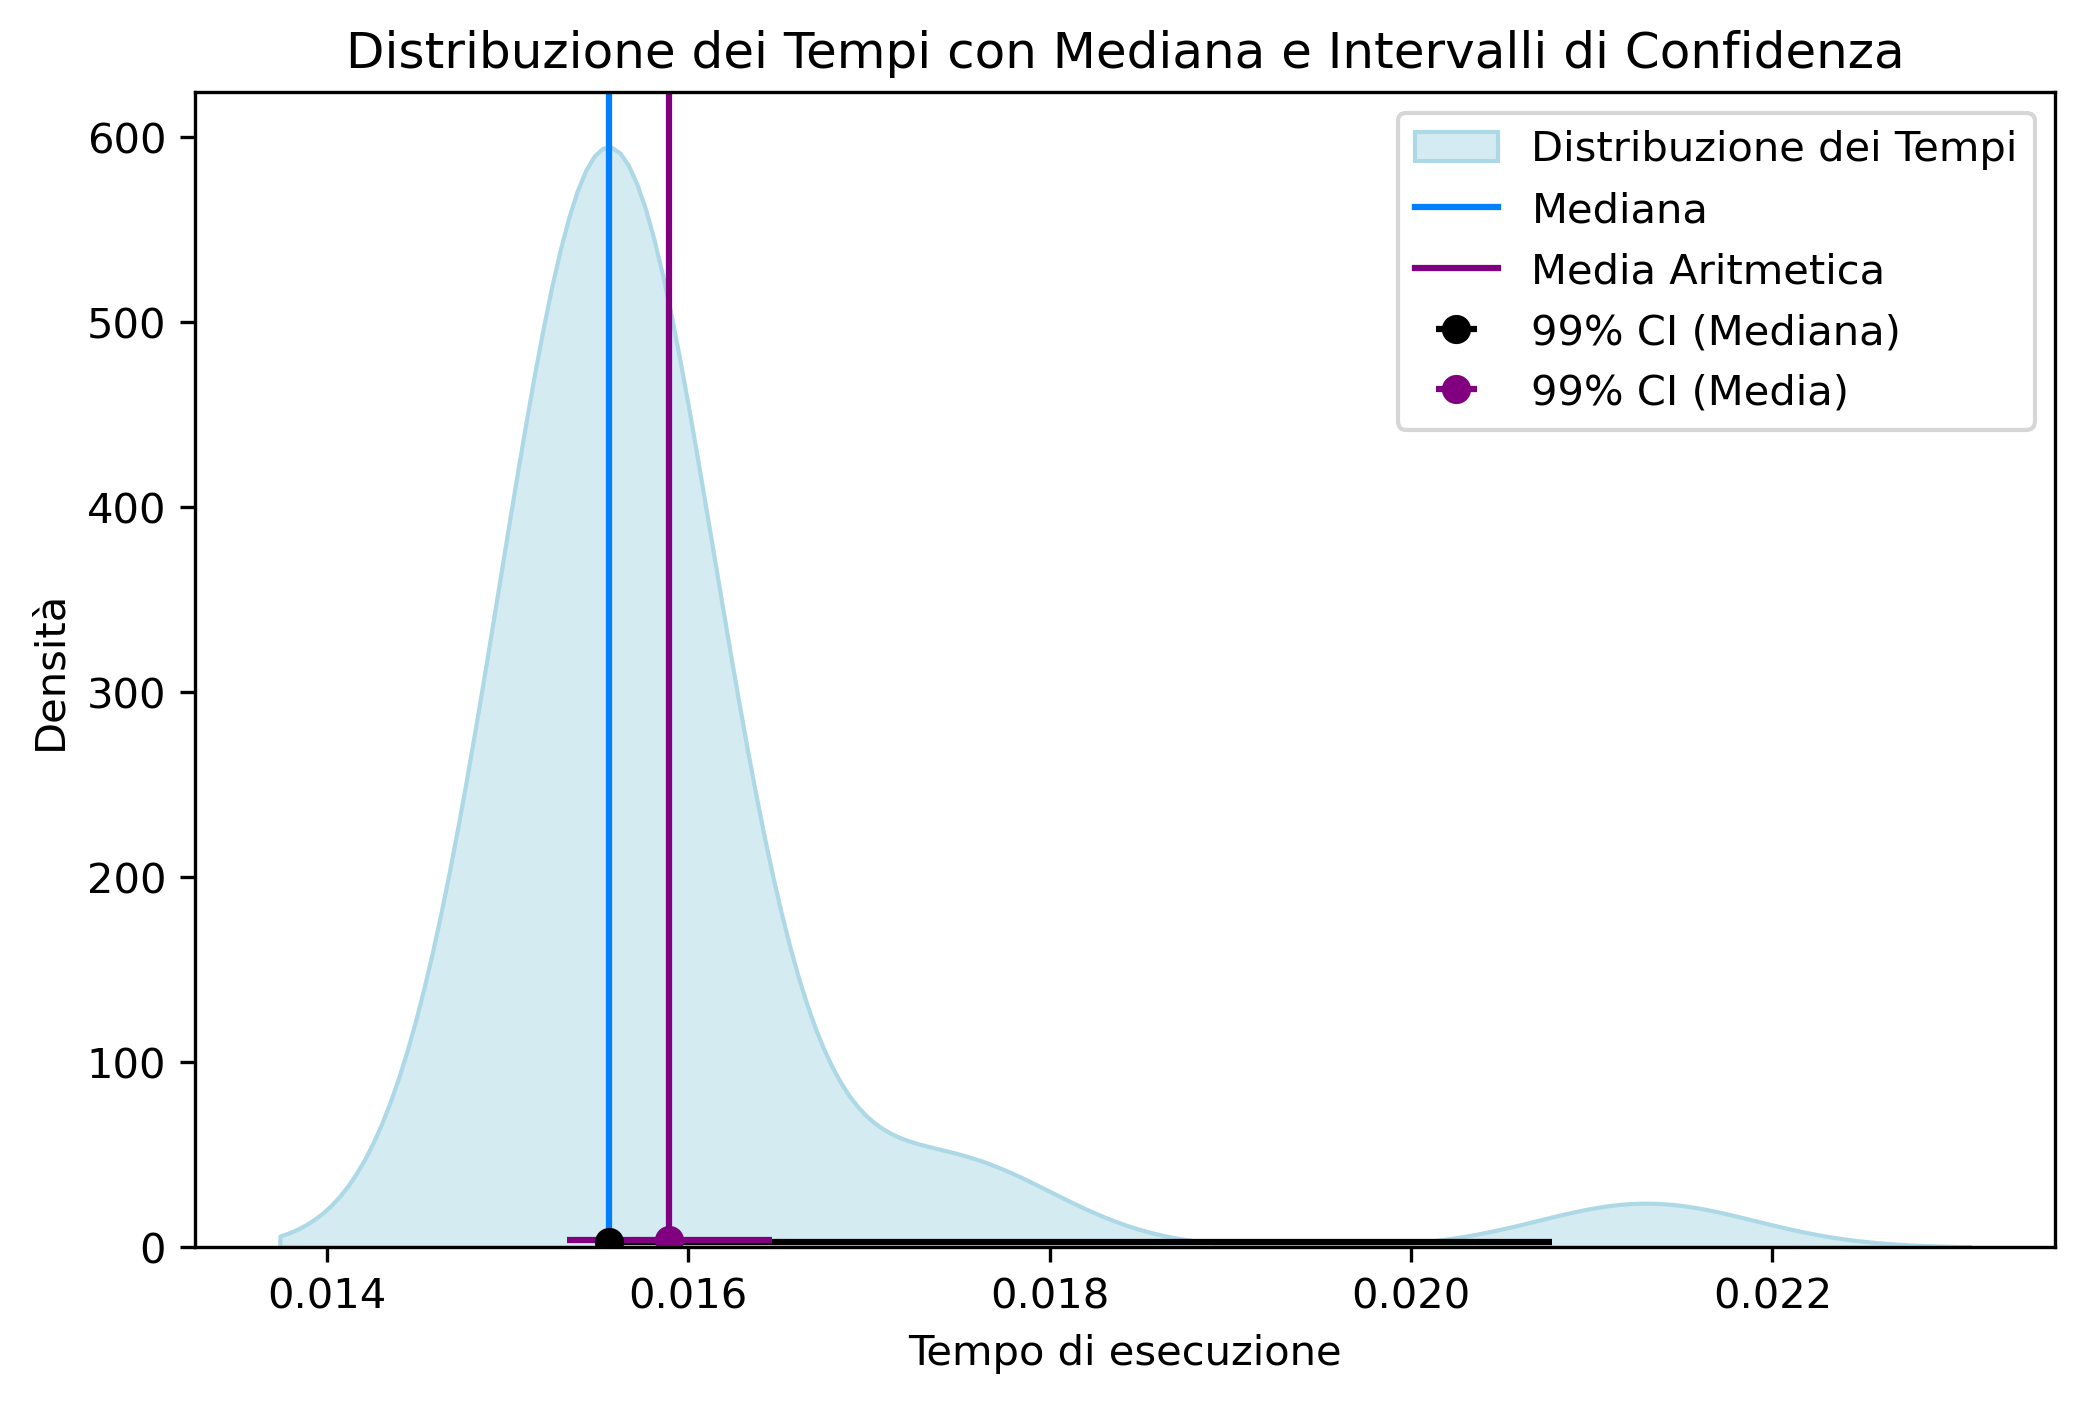 Distribuzione dei Tempi con Mediana e Intervalli di Confidenza
Distribuzione dei Tempi
Mediana
Media Aritmetica
99% CI (Mediana)
99% CI (Media)
Densità
600
500
400
300
200
100
0
0.014 0.016 0.018 0.020 0.022
Tempo di esecuzione